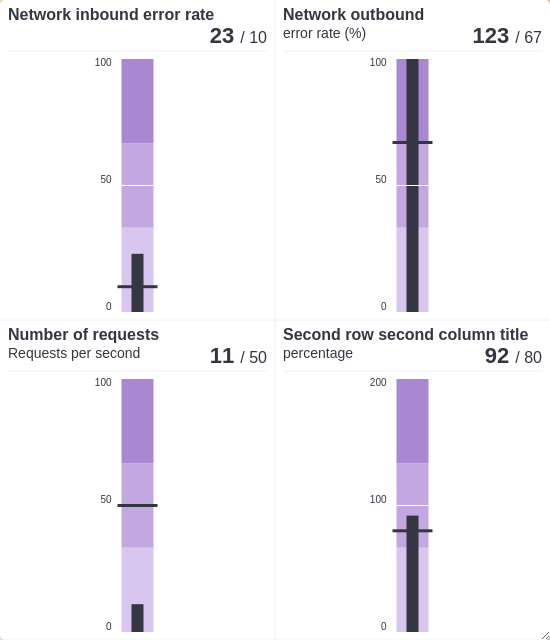 Network inbound error rate
23 / 10
100
50
0
Network outbound
error rate (%)
123 / 67
100
50
0
Number of requests
Requests per second
11 / 50
100
50
0
Second row second column title
percentage
92 / 80
200
100
0